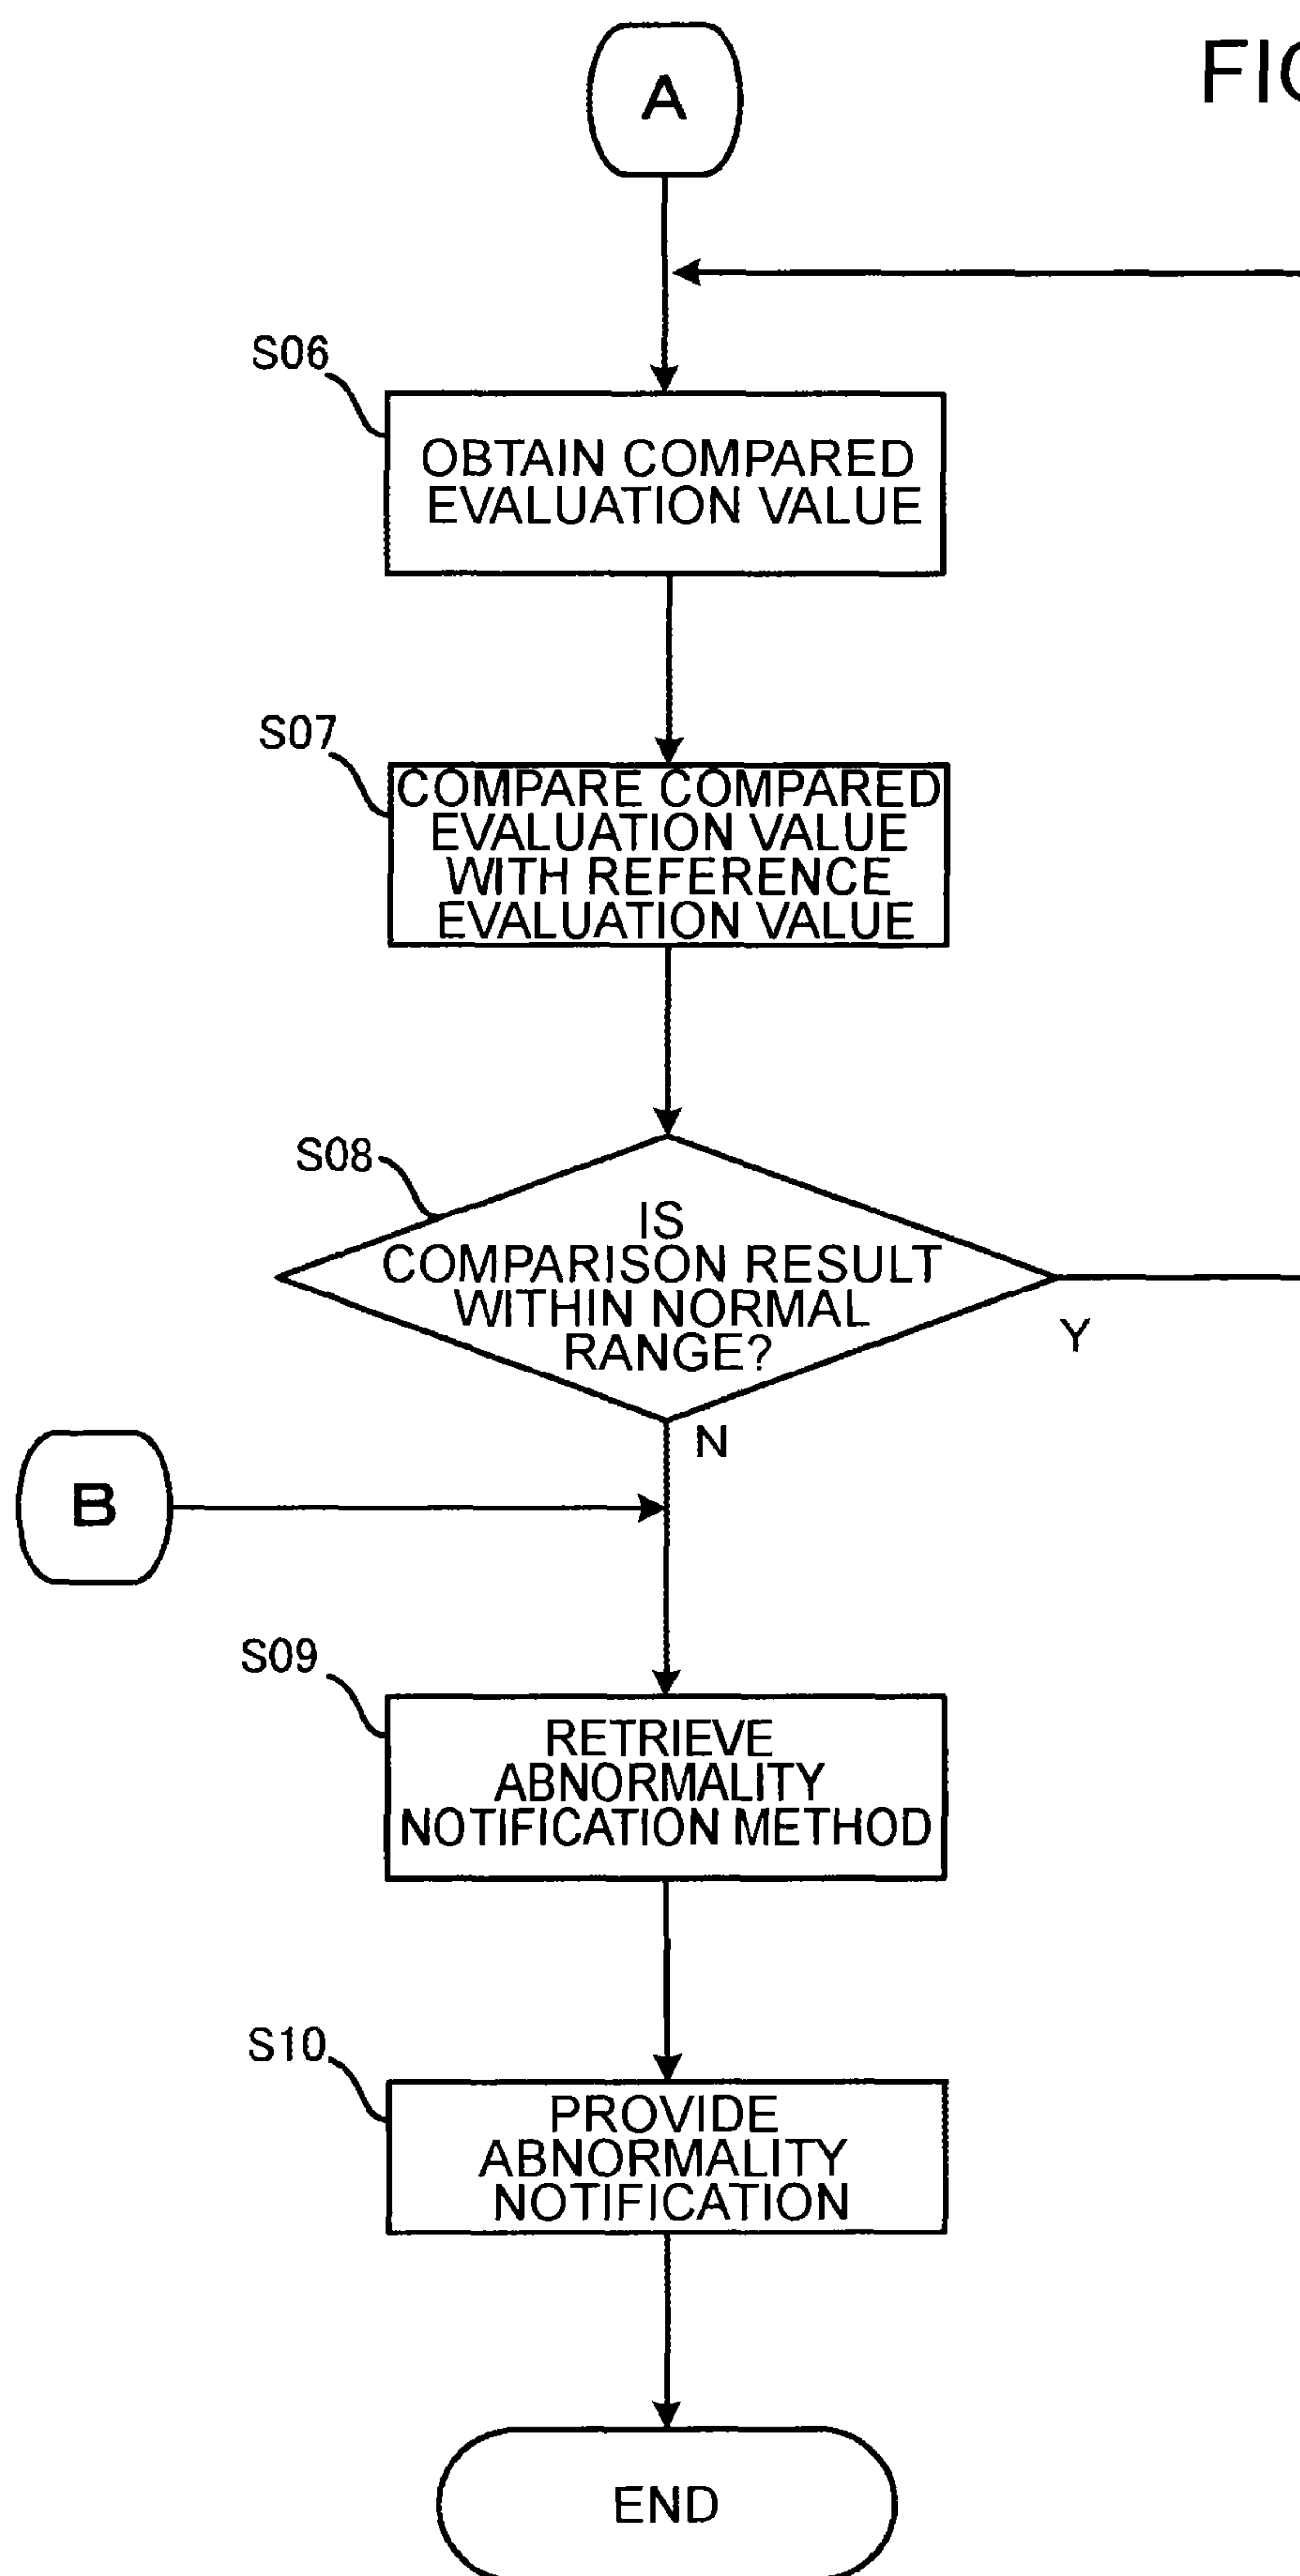 A
S06
OBTAIN COMPARED
EVALUATION VALUE
S07
COMPARE COMPARED
EVALUATION VALUE
WITH REFERENCE
EVALUATION VALUE
S08
IS
COMPARISON RESULT
WITHIN NORMAL
RANGE?
Y
N
B
S09
RETRIEVE
ABNORMALITY
NOTIFICATION METHOD
S10
PROVIDE
ABNORMALITY
NOTIFICATION
END